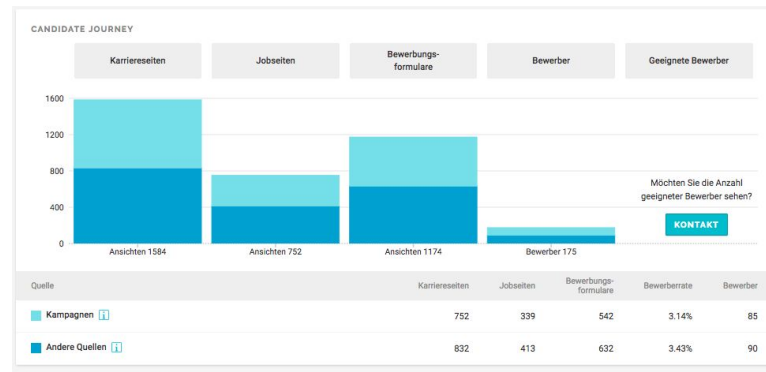 CANDIDATE JOURNEY
Karriereseiten
Jobseiten
Bewerbungs-
formulare
Bewerber
Geeignete Bewerber
1600
1200
800
400
0
Möchten Sie die Anzahl
geeigneter Bewerber sehen?
KONTAKT
Ansichten 1584
Ansichten 752
Ansichten 1174
Bewerber 175
Quelle Karriereseiten Jobseiten Bewerbungs-
formulare Bewerberrate Bewerber
Kampagnen i 752 339 542 3.14% 85
Andere Quellen i 832 413 632 3.43% 90